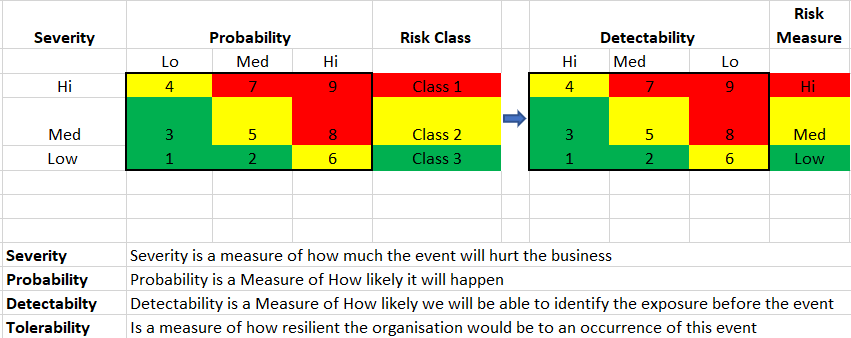 Risk
Severity Probability Risk Class Detectability Measure
Lo Med Hi Hi Med Lo
Hi 4 7 9 Class 1 4 7 9 Hi
Med 3 5 8 Class 2 3 5 8 Med
Low 1 2 6 Class 3 1 2 6 Low
Severity Severity is a measure of how much the event will hurt the business
Probability Probability is a Measure of How likely it will happen
Detectabilty Detectability is a Measure of How likely we will be able to identify the exposure before the event
Tolerability Is a measure of how resilient the organisation would be to an occurrence of this event